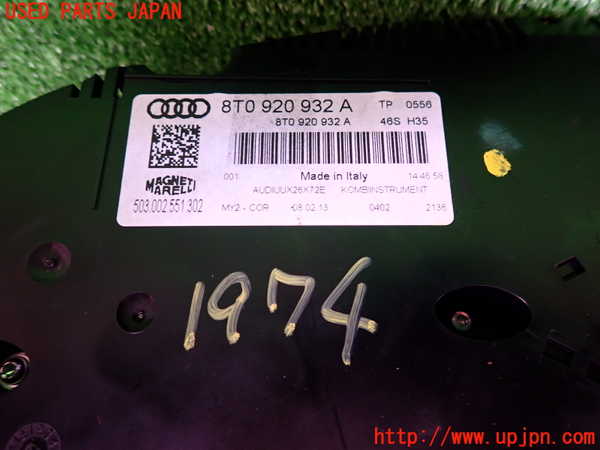 USED PARTS JAPAN
8T0 920 932 A
TP 0556
8T0 920 932 A
46S H35
001
Made in Italy
14:46:58
AUDIUUX26X72E
KOMBIINSTRUMENT
MAGNETI
MARELLI
503.002.551.302
MY2 - COR
08.02.13
0402
2136
1974
http://www.upjpn.com/